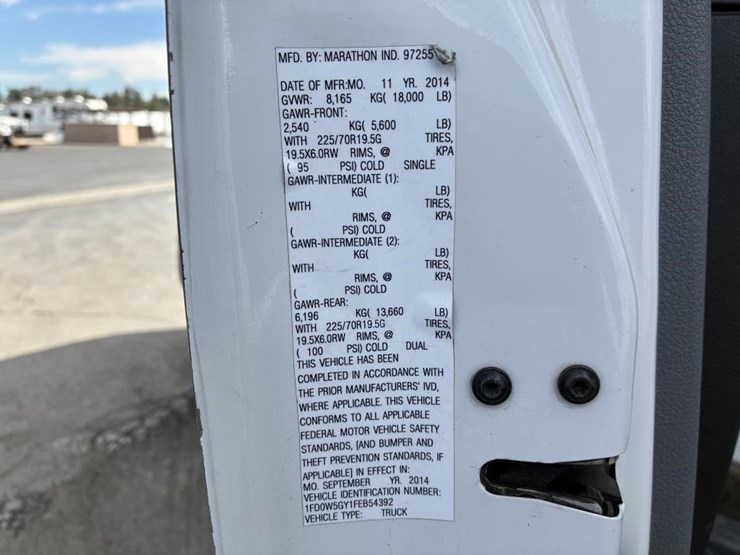 MFD. BY: MARATHON IND. 97255
DATE OF MFR:MO. 11 YR. 2014
GVWR: 8,165 KG( 18,000 LB)
GAWR-FRONT:
2,540 KG( 5,600 LB)
WITH 225/70R19.5G TIRES,
19.5X6.0RW RIMS, @ KPA
( 95 PSI) COLD SINGLE
GAWR-INTERMEDIATE (1):
KG( LB)
WITH TIRES,
RIMS, @ KPA
( PSI) COLD
GAWR-INTERMEDIATE (2):
KG( LB)
WITH TIRES,
RIMS, @ KPA
( PSI) COLD
GAWR-REAR:
6,196 KG( 13,660 LB)
WITH 225/70R19.5G TIRES,
19.5X6.0RW RIMS, @ KPA
( 100 PSI) COLD DUAL
THIS VEHICLE HAS BEEN
COMPLETED IN ACCORDANCE WITH
THE PRIOR MANUFACTURERS' IVD,
WHERE APPLICABLE. THIS VEHICLE
CONFORMS TO ALL APPLICABLE
FEDERAL MOTOR VEHICLE SAFETY
STANDARDS, [AND BUMPER AND
THEFT PREVENTION STANDARDS, IF
APPLICABLE] IN EFFECT IN:
MO. SEPTEMBER YR. 2014
VEHICLE IDENTIFICATION NUMBER:
1FD0W5GY1FEB54392
VEHICLE TYPE: TRUCK